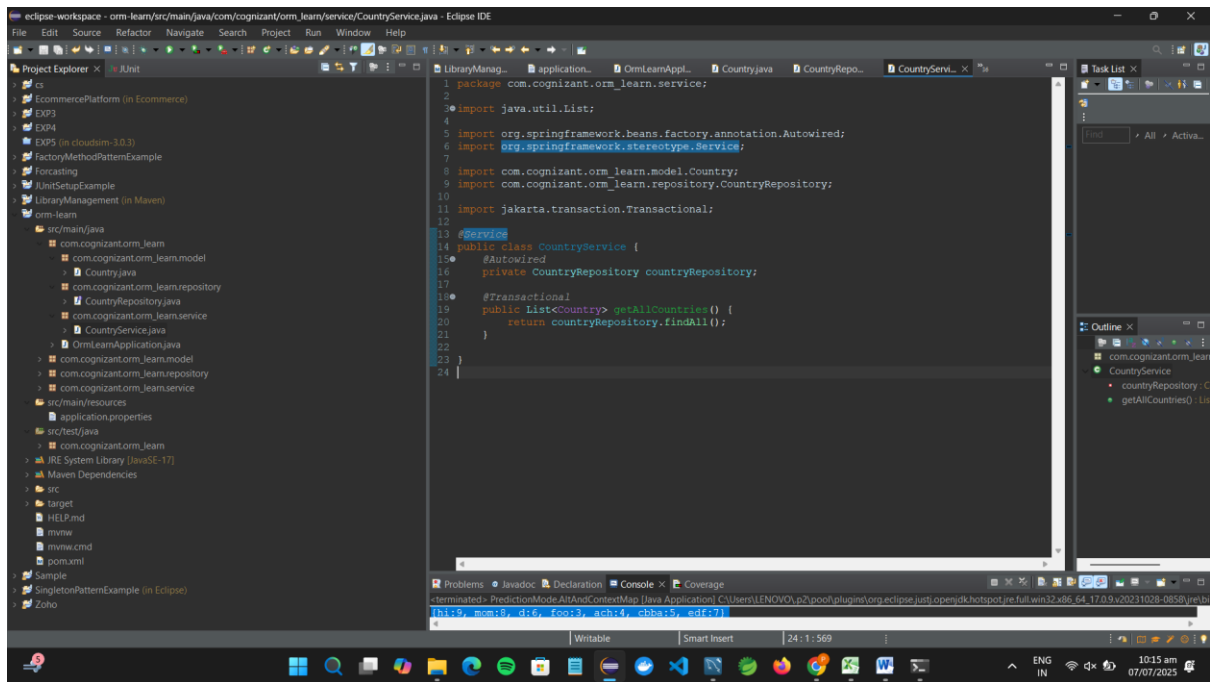 eclipse-workspace - orm-learn/src/main/java/com/cognizant/orm_learn/service/CountryService.java - Eclipse IDE
File Edit Source Refactor Navigate Search Project Run Window Help
Project Explorer × JUnit
cs
EcommercePlatform (in Ecommerce)
EXP3
EXP4
EXP5 (in cloudsim-3.0.3)
FactoryMethodPatternExample
Forcasting
JUnitSetupExample
LibraryManagement (in Maven)
orm-learn
src/main/java
com.cognizant.orm_learn
com.cognizant.orm_learn.model
Country.java
com.cognizant.orm_learn.repository
CountryRepository.java
com.cognizant.orm_learn.service
CountryService.java
OrmLearnApplication.java
com.cognizant.orm_learn.model
com.cognizant.orm_learn.repository
com.cognizant.orm_learn.service
src/main/resources
application.properties
src/test/java
com.cognizant.orm_learn
JRE System Library [JavaSE-17]
Maven Dependencies
src
target
HELP.md
mvnw
mvnw.cmd
pom.xml
Sample
SingletonPatternExample (in Eclipse)
Zoho
LibraryManag... application... OrmLearnAppl... Country.java CountryRepo... CountryServi... ×
1 package com.cognizant.orm_learn.service;
2
3 import java.util.List;
4
5 import org.springframework.beans.factory.annotation.Autowired;
6 import org.springframework.stereotype.Service;
7
8 import com.cognizant.orm_learn.model.Country;
9 import com.cognizant.orm_learn.repository.CountryRepository;
10
11 import jakarta.transaction.Transactional;
12
13 @Service
14 public class CountryService {
15 @Autowired
16 private CountryRepository countryRepository;
17
18 @Transactional
19 public List<Country> getAllCountries() {
20 return countryRepository.findAll();
21 }
22
23 }
24
Task List ×
Find All Activa...
Outline ×
com.cognizant.orm_lear
CountryService
countryRepository : C
getAllCountries() : Lis
Problems Javadoc Declaration Console × Coverage
<terminated> PredictionMode.AltAndContextMap [Java Application] C:\Users\LENOVO\.p2\pool\plugins\org.eclipse.justj.openjdk.hotspot.jre.full.win32.x86_64_17.0.9.v20231028-0858\jre\bi
{hi:9, mom:8, d:6, foo:3, ach:4, cbba:5, edf:7}
Writable Smart Insert 24 : 1 : 569
5
ENG
IN
10:15 am
07/07/2025